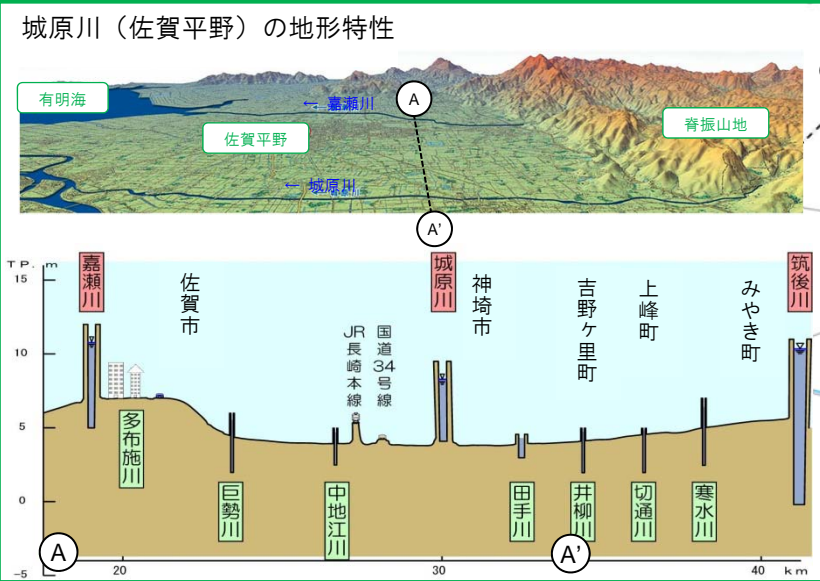 城原川（佐賀平野）の地形特性
有明海
← 嘉瀬川
A
脊振山地
佐賀平野
← 城原川
A'
T P. m
嘉瀬川
佐賀市
城原川
神埼市
吉野ヶ里町
上峰町
みやき町
筑後川
15
10
5
0
-5
JR長崎本線
国道34号線
多布施川
巨勢川
中地江川
田手川
井柳川
切通川
寒水川
A
A'
20
30
40
km